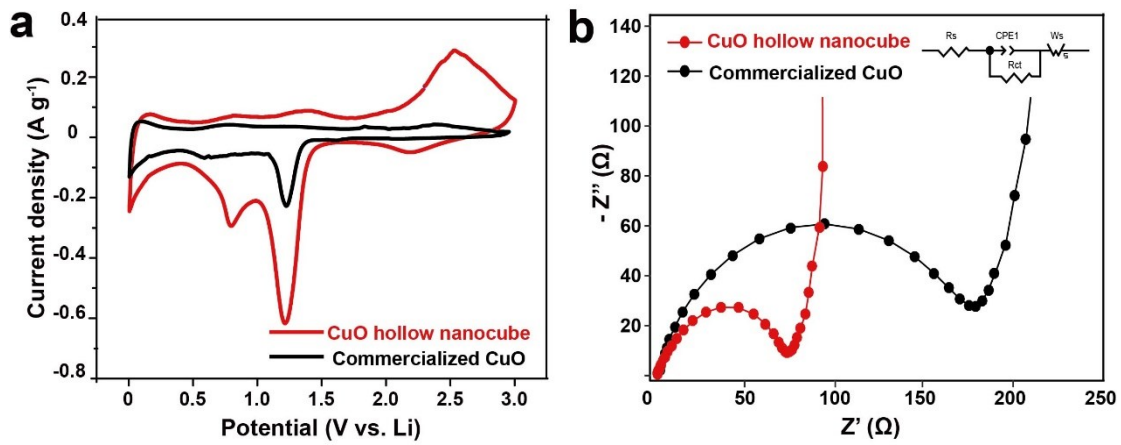 a
0.4
0.2
0
-0.2
-0.4
-0.6
-0.8
Current density (A g⁻¹)
CuO hollow nanocube
Commercialized CuO
0 0.5 1.0 1.5 2.0 2.5 3.0
Potential (V vs. Li)
b
140
120
100
80
60
40
20
- Z” (Ω)
CuO hollow nanocube
Commercialized CuO
Rs CPE1 Ws
Rct
0 50 100 150 200 250
Z’ (Ω)